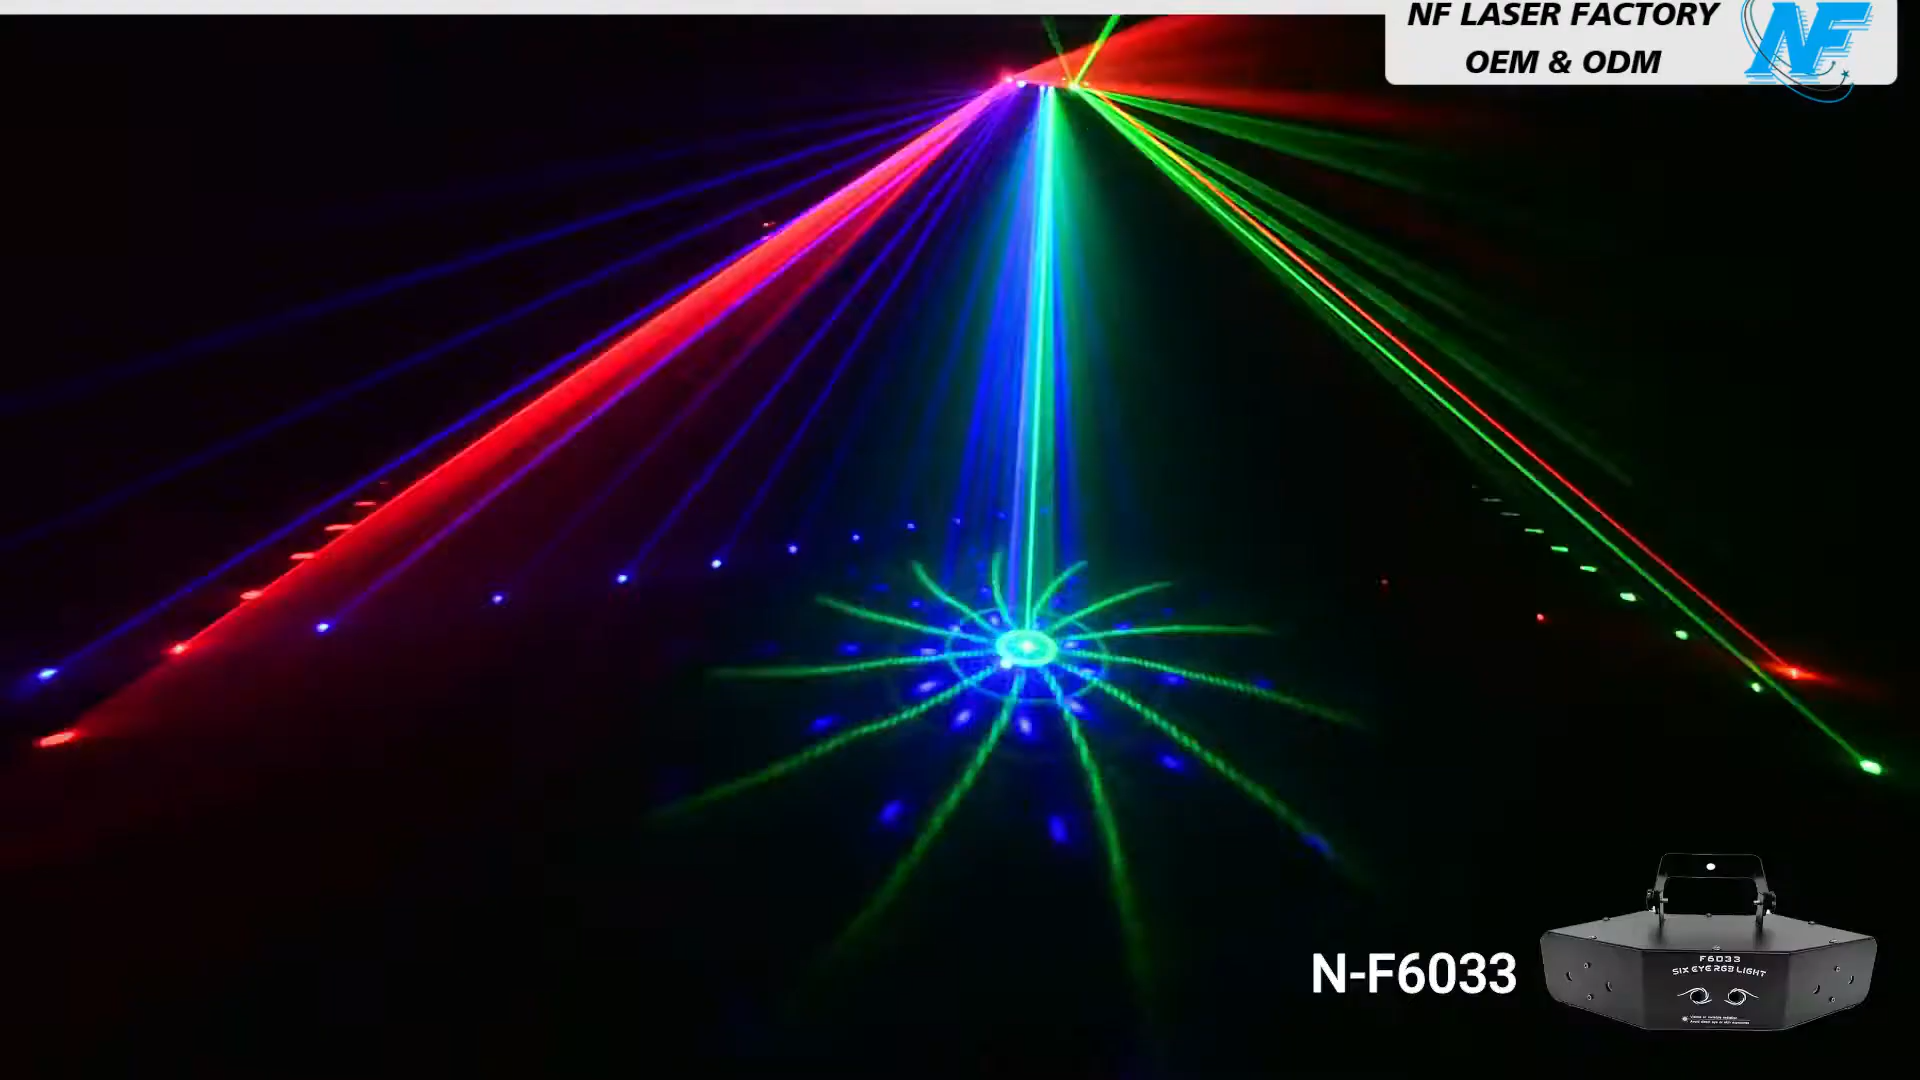 NF LASER FACTORY
OEM & ODM
NF
N-F6033
F6033
SIX EYE RGB LIGHT